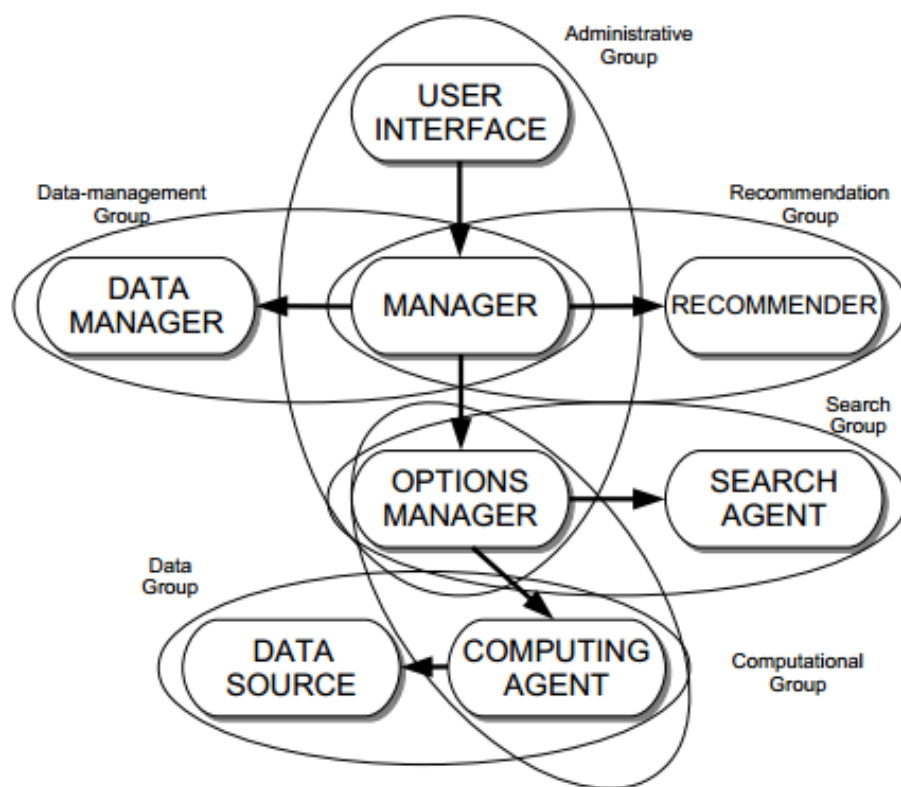 Administrative
Group
USER
INTERFACE
Data-management
Group
Recommendation
Group
DATA
MANAGER
MANAGER
RECOMMENDER
Search
Group
OPTIONS
MANAGER
SEARCH
AGENT
Data
Group
DATA
SOURCE
COMPUTING
AGENT
Computational
Group